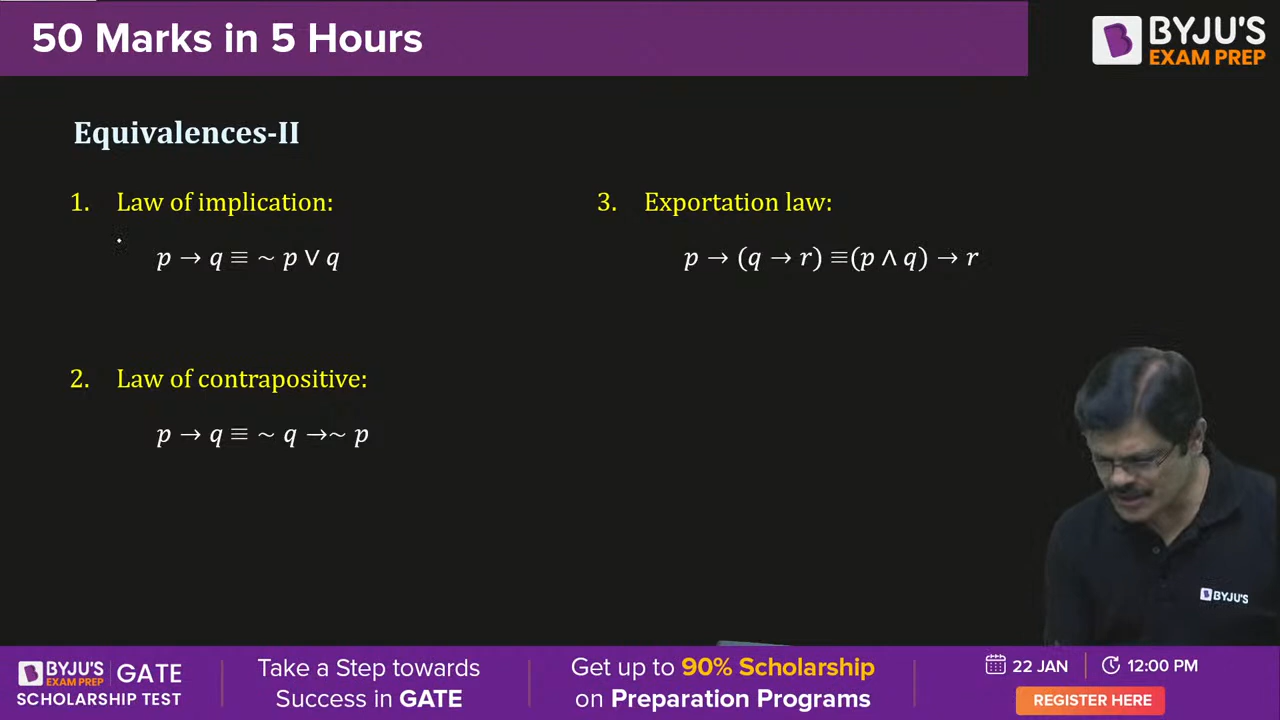 50 Marks in 5 Hours
BYJU'S
EXAM PREP
Equivalences-II
1. Law of implication:
p → q ≡ ~ p ∨ q
2. Law of contrapositive:
p → q ≡ ~ q →~ p
3. Exportation law:
p → (q → r) ≡(p ∧ q) → r
BYJU'S
BYJU'S
EXAM PREP
GATE
SCHOLARSHIP TEST
Take a Step towards
Success in GATE
Get up to 90% Scholarship
on Preparation Programs
22 JAN
12:00 PM
REGISTER HERE